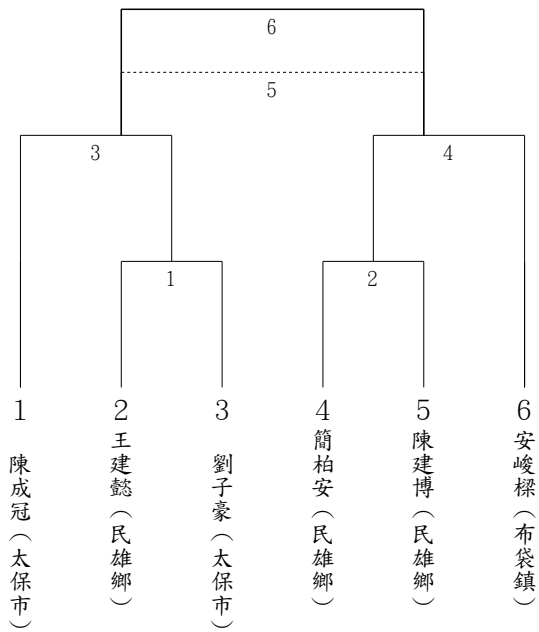 6
5
3
4
1
2
1
2
3
4
5
6
陳成冠(太保市)
王建懿(民雄鄉)
劉子豪(太保市)
簡柏安(民雄鄉)
陳建博(民雄鄉)
安峻樑(布袋鎮)